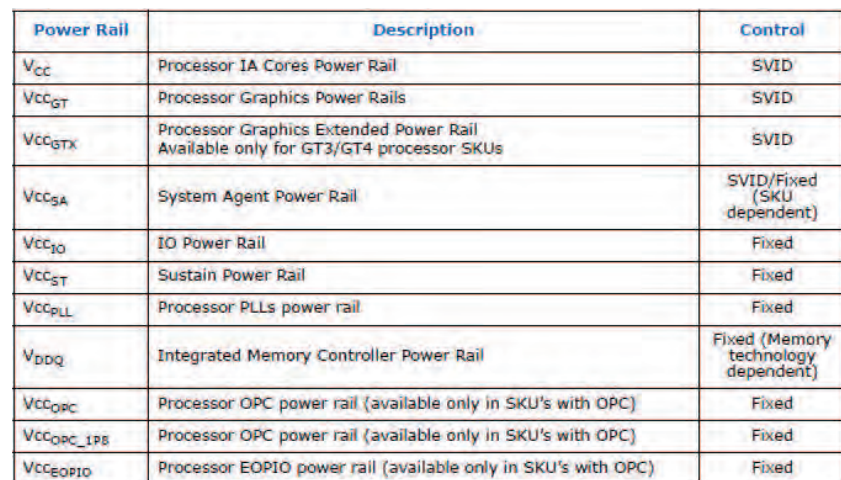 Power Rail Description Control
VCC Processor IA Cores Power Rail SVID
VccGT Processor Graphics Power Rails SVID
VccGTX Processor Graphics Extended Power Rail
Available only for GT3/GT4 processor SKUs SVID
VccSA System Agent Power Rail SVID/Fixed
(SKU
dependent)
VccIO IO Power Rail Fixed
VccST Sustain Power Rail Fixed
VccPLL Processor PLLs power rail Fixed
VDDQ Integrated Memory Controller Power Rail Fixed (Memory
technology
dependent)
VccOPC Processor OPC power rail (available only in SKU's with OPC) Fixed
VccOPC_1P8 Processor OPC power rail (available only in SKU's with OPC) Fixed
VccEOPIO Processor EOPIO power rail (available only in SKU's with OPC) Fixed